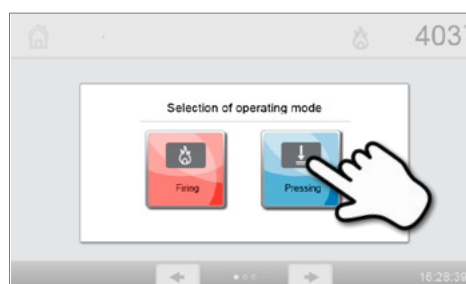 403
Selection of operating mode
Firing
Pressing
16:28:39